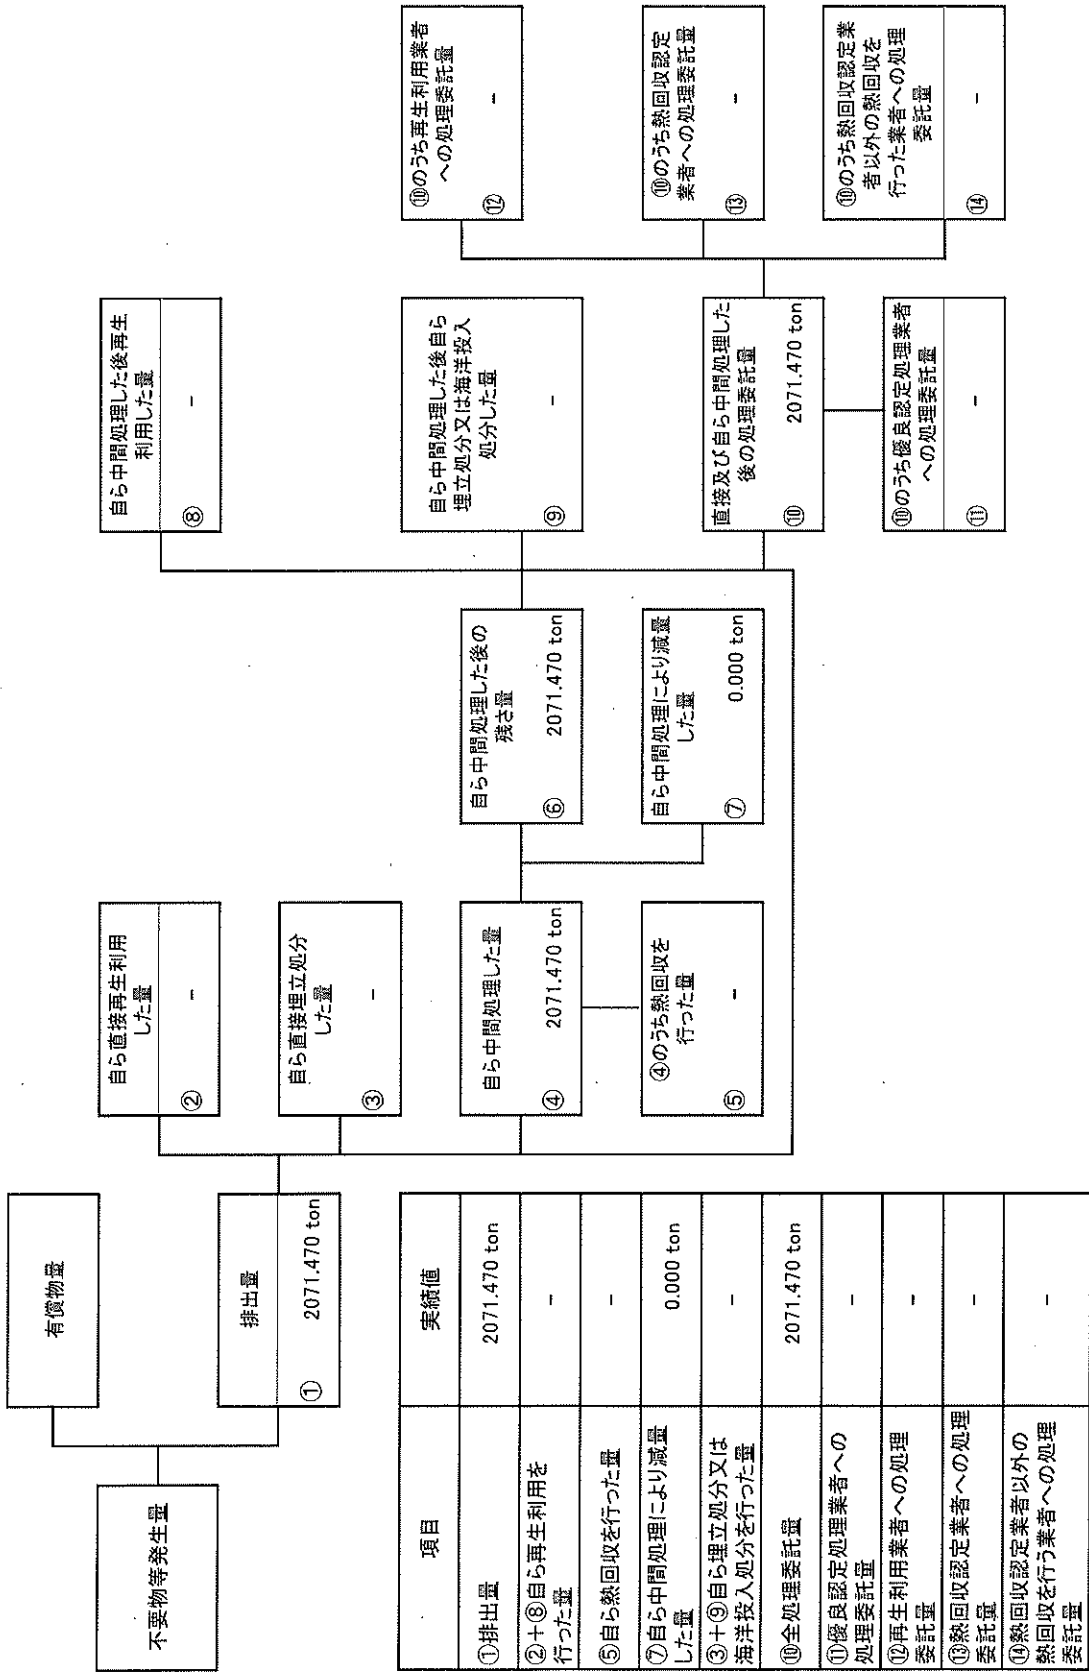 不要物等発生量
有償物量
排出量
① 2071.470 ton
自ら直接再生利用
した量
② －
自ら直接埋立処分
した量
③ －
自ら中間処理した量
④ 2071.470 ton
④のうち熱回収を
行った量
⑤ －
自ら中間処理した後の
残さ量
⑥ 2071.470 ton
自ら中間処理により減量
した量
⑦ 0.000 ton
自ら中間処理した後再生
利用した量
⑧ －
自ら中間処理した後自ら
埋立処分又は海洋投入
処分した量
⑨ －
直接及び自ら中間処理した
後の処理委託量
⑩ 2071.470 ton
⑩のうち優良認定処理業者
への処理委託量
⑪ －
⑩のうち再生利用業者
への処理委託量
⑫ －
⑩のうち熱回収認定
業者への処理委託量
⑬ －
⑩のうち熱回収認定業
者以外の熱回収を
行った業者への処理
委託量
⑭ －
項目 実績値
①排出量 2071.470 ton
②＋⑧自ら再生利用を
行った量 －
⑤自ら熱回収を行った量 －
⑦自ら中間処理により減量
した量 0.000 ton
③＋⑨自ら埋立処分又は
海洋投入処分を行った量 －
⑩全処理委託量 2071.470 ton
⑪優良認定処理業者への
処理委託量 －
⑫再生利用業者への処理
委託量 －
⑬熱回収認定業者への処理
委託量 －
⑭熱回収認定業者以外の
熱回収を行う業者への処理
委託量 －